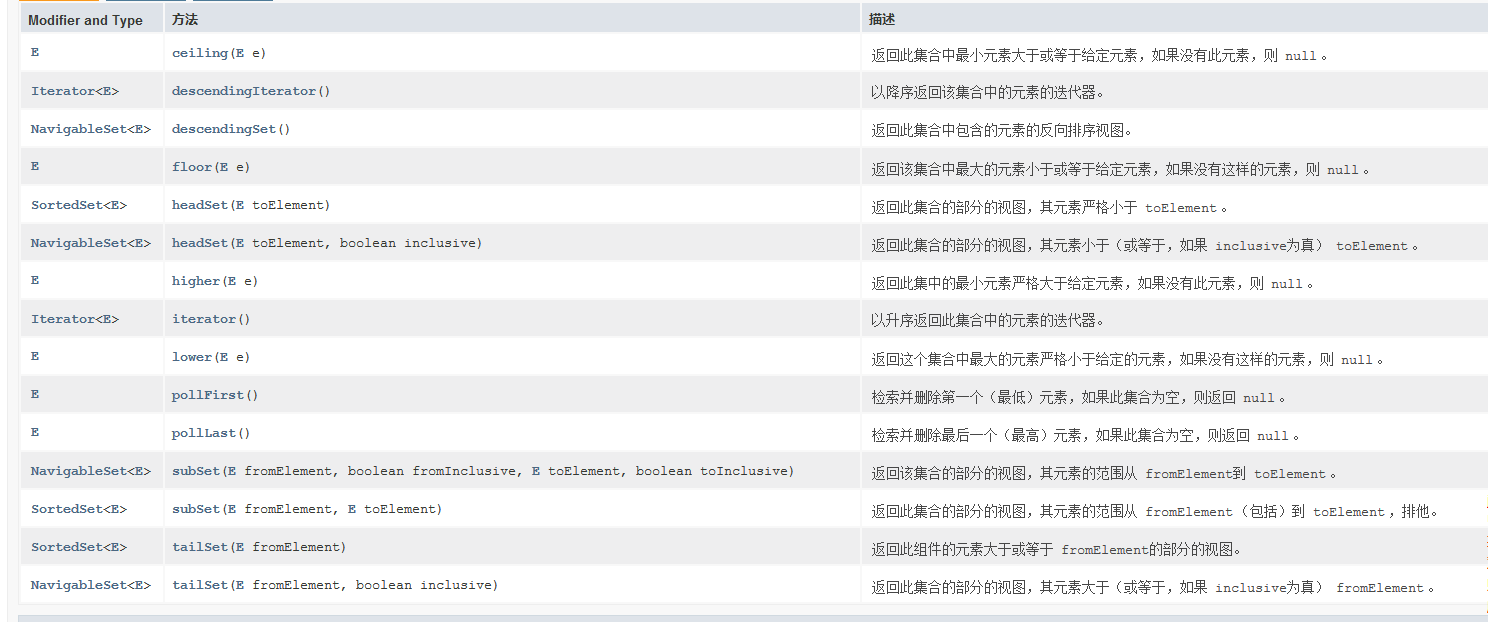 Modifier and Type 方法 描述
E ceiling(E e) 返回此集合中最小元素大于或等于给定元素，如果没有此元素，则 null 。
Iterator<E> descendingIterator() 以降序返回该集合中的元素的迭代器。
NavigableSet<E> descendingSet() 返回此集合中包含的元素的反向排序视图。
E floor(E e) 返回该集合中最大的元素小于或等于给定元素，如果没有这样的元素，则 null 。
SortedSet<E> headSet(E toElement) 返回此集合的部分的视图，其元素严格小于 toElement 。
NavigableSet<E> headSet(E toElement, boolean inclusive) 返回此集合的部分的视图，其元素小于（或等于，如果 inclusive为真） toElement 。
E higher(E e) 返回此集中的最小元素严格大于给定元素，如果没有此元素，则 null 。
Iterator<E> iterator() 以升序返回此集合中的元素的迭代器。
E lower(E e) 返回这个集合中最大的元素严格小于给定的元素，如果没有这样的元素，则 null 。
E pollFirst() 检索并删除第一个（最低）元素，如果此集合为空，则返回 null 。
E pollLast() 检索并删除最后一个（最高）元素，如果此集合为空，则返回 null 。
NavigableSet<E> subSet(E fromElement, boolean fromInclusive, E toElement, boolean toInclusive) 返回该集合的部分的视图，其元素的范围从 fromElement到 toElement 。
SortedSet<E> subSet(E fromElement, E toElement) 返回此集合的部分的视图，其元素的范围从 fromElement（包括）到 toElement ，排他。
SortedSet<E> tailSet(E fromElement) 返回此组件的元素大于或等于 fromElement的部分的视图。
NavigableSet<E> tailSet(E fromElement, boolean inclusive) 返回此集合的部分的视图，其元素大于（或等于，如果 inclusive为真） fromElement 。